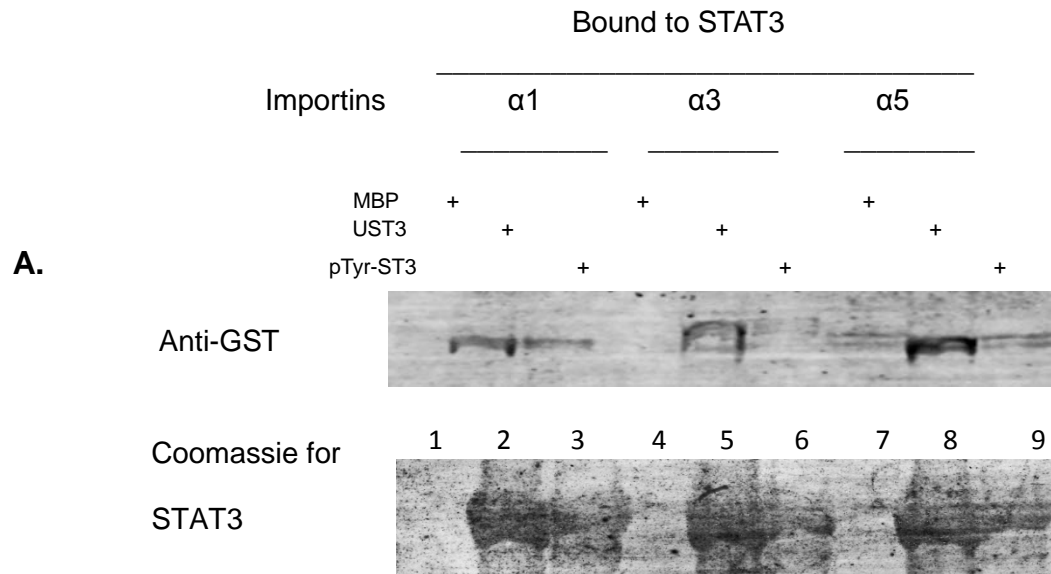 Bound to STAT3
Importins α1 α3 α5
MBP + + +
UST3 + + +
A.
pTyr-ST3 + + +
Anti-GST
1 2 3 4 5 6 7 8 9
Coomassie for
STAT3